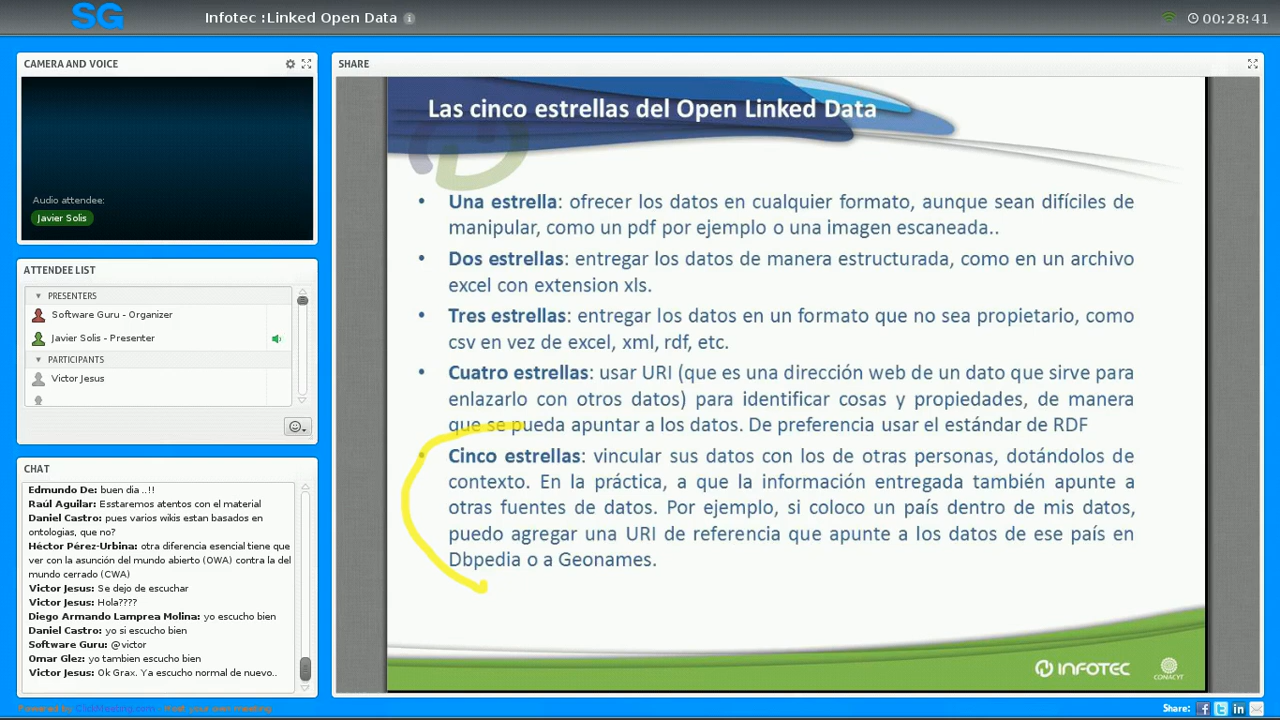 SG
Infotec :Linked Open Data
00:28:41
CAMERA AND VOICE
Audio attendee:
Javier Solis
ATTENDEE LIST
PRESENTERS
Software Guru - Organizer
Javier Solis - Presenter
PARTICIPANTS
Victor Jesus
CHAT
Edmundo De: buen dia ..!!
Raúl Aguilar: Esstaremos atentos con el material
Daniel Castro: pues varios wikis estan basados en
ontologias, que no?
Héctor Pérez-Urbina: otra diferencia esencial tiene que
ver con la asunción del mundo abierto (OWA) contra la del
mundo cerrado (CWA)
Victor Jesus: Se dejo de escuchar
Victor Jesus: Hola????
Diego Armando Lamprea Molina: yo escucho bien
Daniel Castro: yo si escucho bien
Software Guru: @victor
Omar Glez: yo tambien escucho bien
Victor Jesus: Ok Grax. Ya escucho normal de nuevo..
SHARE
Las cinco estrellas del Open Linked Data
• Una estrella: ofrecer los datos en cualquier formato, aunque sean difíciles de
manipular, como un pdf por ejemplo o una imagen escaneada..
• Dos estrellas: entregar los datos de manera estructurada, como en un archivo
excel con extension xls.
• Tres estrellas: entregar los datos en un formato que no sea propietario, como
csv en vez de excel, xml, rdf, etc.
• Cuatro estrellas: usar URI (que es una dirección web de un dato que sirve para
enlazarlo con otros datos) para identificar cosas y propiedades, de manera
que se pueda apuntar a los datos. De preferencia usar el estándar de RDF
• Cinco estrellas: vincular sus datos con los de otras personas, dotándolos de
contexto. En la práctica, a que la información entregada también apunte a
otras fuentes de datos. Por ejemplo, si coloco un país dentro de mis datos,
puedo agregar una URI de referencia que apunte a los datos de ese país en
Dbpedia o a Geonames.
INFOTEC
CONACYT
Powered by ClickMeeting.com - Host your own meeting.
Share: